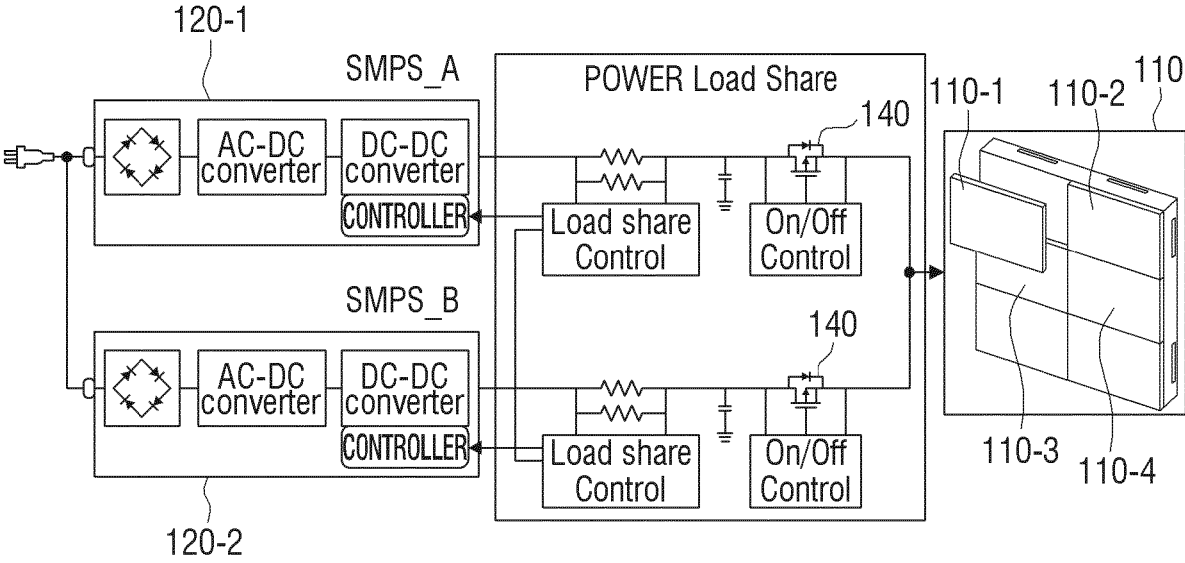 120-1
SMPS_A
POWER Load Share
110
110-1
110-2
140
AC-DC
converter
DC-DC
converter
CONTROLLER
Load share
Control
On/Off
Control
SMPS_B
140
AC-DC
converter
DC-DC
converter
CONTROLLER
Load share
Control
On/Off
Control
110-3
110-4
120-2